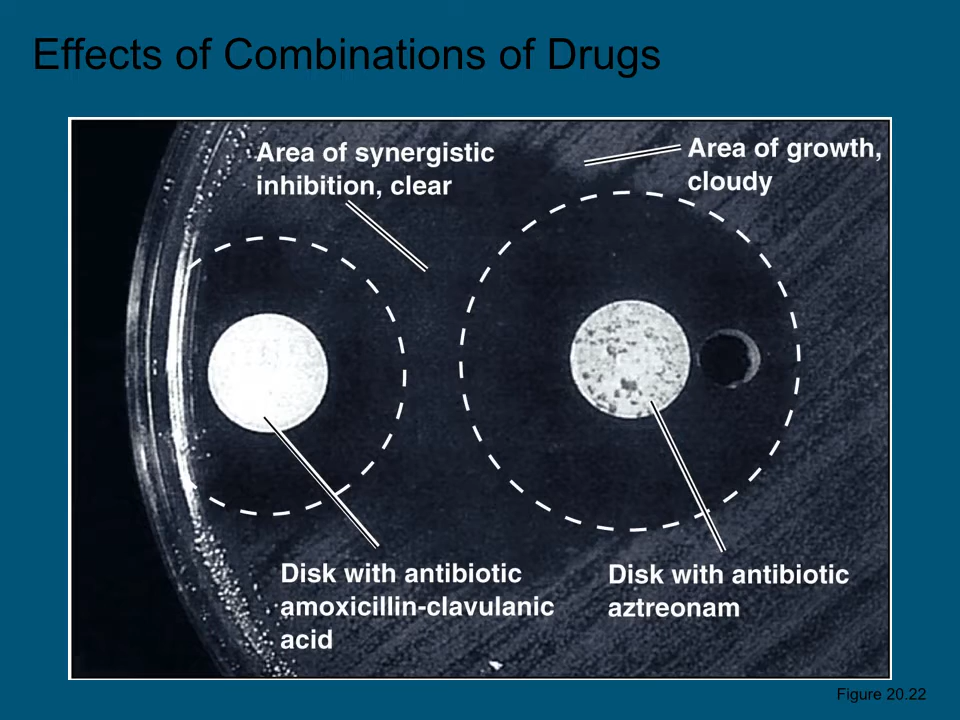 Effects of Combinations of Drugs
Area of synergistic
inhibition, clear
Area of growth,
cloudy
Disk with antibiotic
amoxicillin-clavulanic
acid
Disk with antibiotic
aztreonam
Figure 20.22